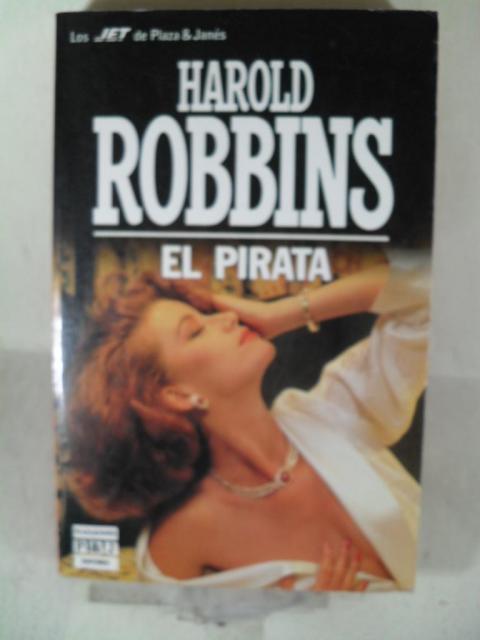 Los JET de Plaza & Janés
HAROLD
ROBBINS
EL PIRATA